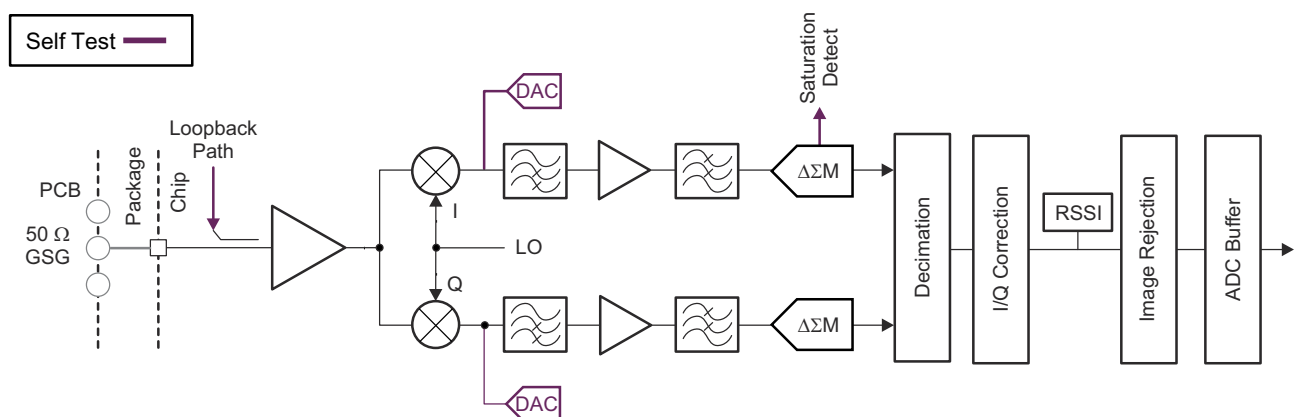 Self Test
DAC
Saturation
Detect
Loopback
Path
PCB
Package
Chip
50 Ω
GSG
I
LO
Q
ΔΣM
ΔΣM
DAC
Decimation
I/Q Correction
RSSI
Image Rejection
ADC Buffer